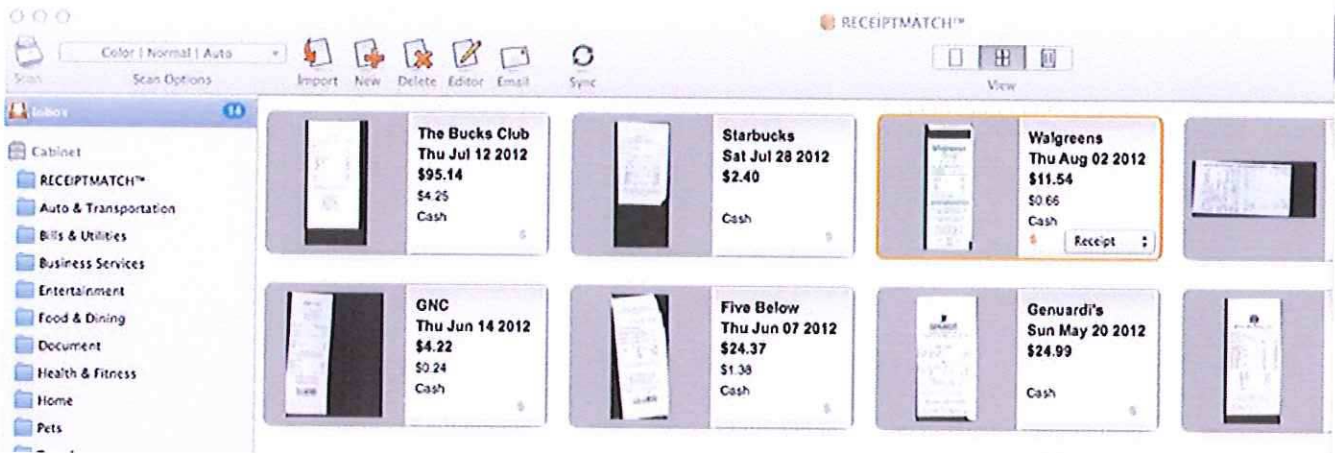 RECEIPTMATCH™
Color | Normal | Auto
Scan
Scan Options
Import
New
Delete
Editor
Email
Sync
View
Inbox
14
Cabinet
RECEIPTMATCH™
Auto & Transportation
Bills & Utilities
Business Services
Entertainment
Food & Dining
Document
Health & Fitness
Home
Pets
The Bucks Club
Thu Jul 12 2012
$95.14
$4.25
Cash
$
Starbucks
Sat Jul 28 2012
$2.40
Cash
$
Walgreens
Thu Aug 02 2012
$11.54
$0.66
Cash
$
Receipt
GNC
Thu Jun 14 2012
$4.22
$0.24
Cash
$
Five Below
Thu Jun 07 2012
$24.37
$1.38
Cash
$
Genuardi's
Sun May 20 2012
$24.99
Cash
$